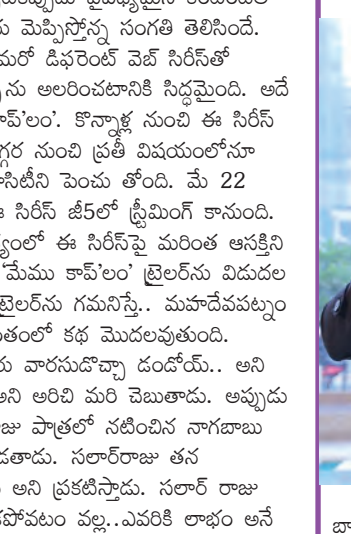 రు మెప్పిస్తోన్న సంగతి తెలిసిందే.
మరో డిఫరెంట్ వెబ్ సిరీస్‌తో
ను అలరించటానికి సిద్ధమైంది. అదే
కాప్‌'లం'. కొన్నాళ్ల నుంచి ఈ సిరీస్
గ్గర నుంచి ప్రతీ విషయంలోనూ
సిటీని పెంచు తోంది. మే 22
సిరీస్ జీ5లో స్ట్రీమింగ్ కానుంది.
ఈ సిరీస్‌పై మరింత ఆసక్తిని
'మేము కాప్‌'లం' ట్రైలర్‌ను విడుదల
ట్రైలర్‌ను గమనిస్తే.. మహదేవపట్నం
తంలో కథ మొదలవుతుంది.
రు వారసుడొచ్చా డండోయ్.. అని
అని అరిచి మరి చెబుతాడు. అప్పుడు
జు పాత్రలో నటించిన నాగబాబు
డతాడు. సలార్‌రాజు తన
అని ప్రకటిస్తాడు. సలార్ రాజు
కపోవటం వల్ల..ఎవరికి లాభం అనే
బా